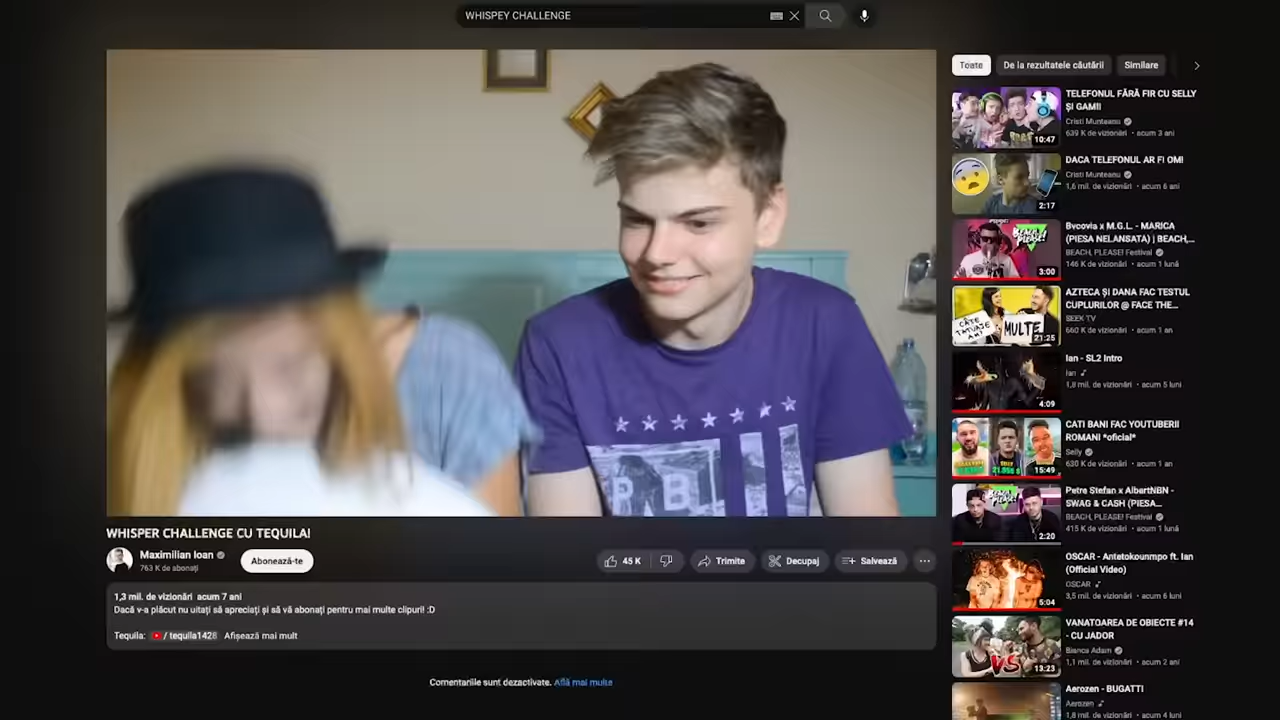 WHISPEY CHALLENGE
WHISPER CHALLENGE CU TEQUILA!
Maximilian Ioan
763 K de abonați
Abonează-te
45 K
Trimite
Decupaj
Salvează
1,3 mil. de vizionări acum 7 ani
Dacă v-a plăcut nu uitați să apreciați și să vă abonați pentru mai multe clipuri! :D
Tequila: / tequila1428 Afișează mai mult
Comentariile sunt dezactivate. Află mai multe
Toate
De la rezultatele căutării
Similare
TELEFONUL FĂRĂ FIR CU SELLY
ȘI GAMI!
Cristi Munteanu
639 K de vizionări • acum 3 ani
10:47
DACA TELEFONUL AR FI OM!
Cristi Munteanu
1,6 mil. de vizionări • acum 6 ani
2:17
Bvcovia x M.G.L. - MARICA
(PIESA NELANSATA) | BEACH,...
BEACH, PLEASE! Festival
146 K de vizionări • acum 1 lună
BEACH, PLEASE!
3:00
AZTECA ȘI DANA FAC TESTUL
CUPLURILOR @ FACE THE...
SEEK TV
660 K de vizionări • acum 1 an
CÂTE
TATUAJE
AM?
MULTE
21:25
Ian - SL2 Intro
Ian
1,8 mil. de vizionări • acum 5 luni
4:09
CATI BANI FAC YOUTUBERII
ROMANI *oficial*
Selly
630 K de vizionări • acum 1 an
15:49
Petre Stefan x AlbertNBN -
SWAG & CASH (PIESA...
BEACH, PLEASE! Festival
415 K de vizionări • acum 1 lună
2:20
OSCAR - Antetokounmpo ft. Ian
(Official Video)
OSCAR
3,5 mil. de vizionări • acum 6 luni
5:04
VANATOAREA DE OBIECTE #14
- CU JADOR
Bianca Adam
1,1 mil. de vizionări • acum 2 ani
VS
13:23
Aerozen - BUGATTI
Aerozen
1,8 mil. de vizionări • acum 4 luni